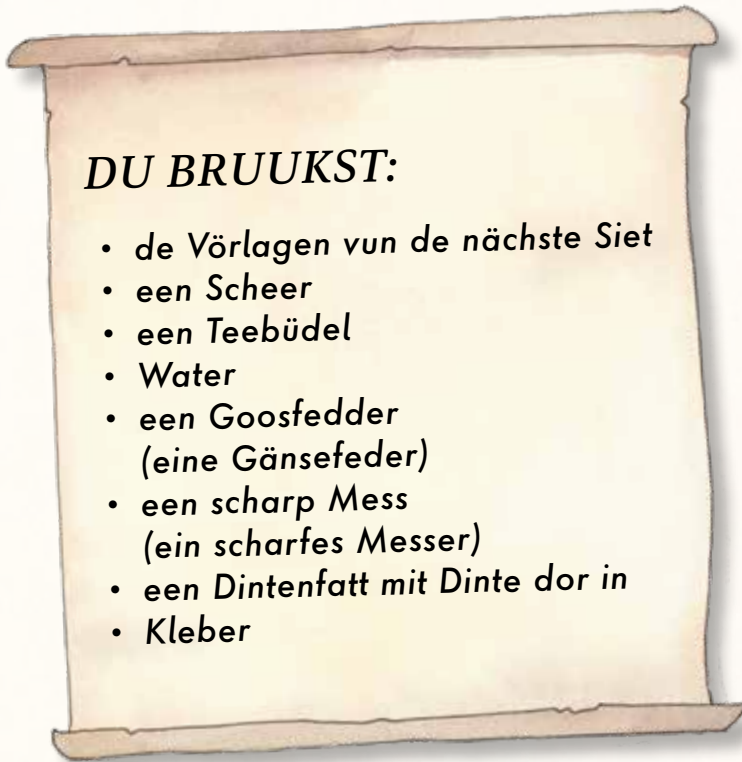 DU BRUUKST:
• de Vörlagen vun de nächste Siet
• een Scheer
• een Teebüdel
• Water
• een Goosfedder
(eine Gänsefeder)
• een scharp Mess
(ein scharfes Messer)
• een Dintenfatt mit Dinte dor in
• Kleber